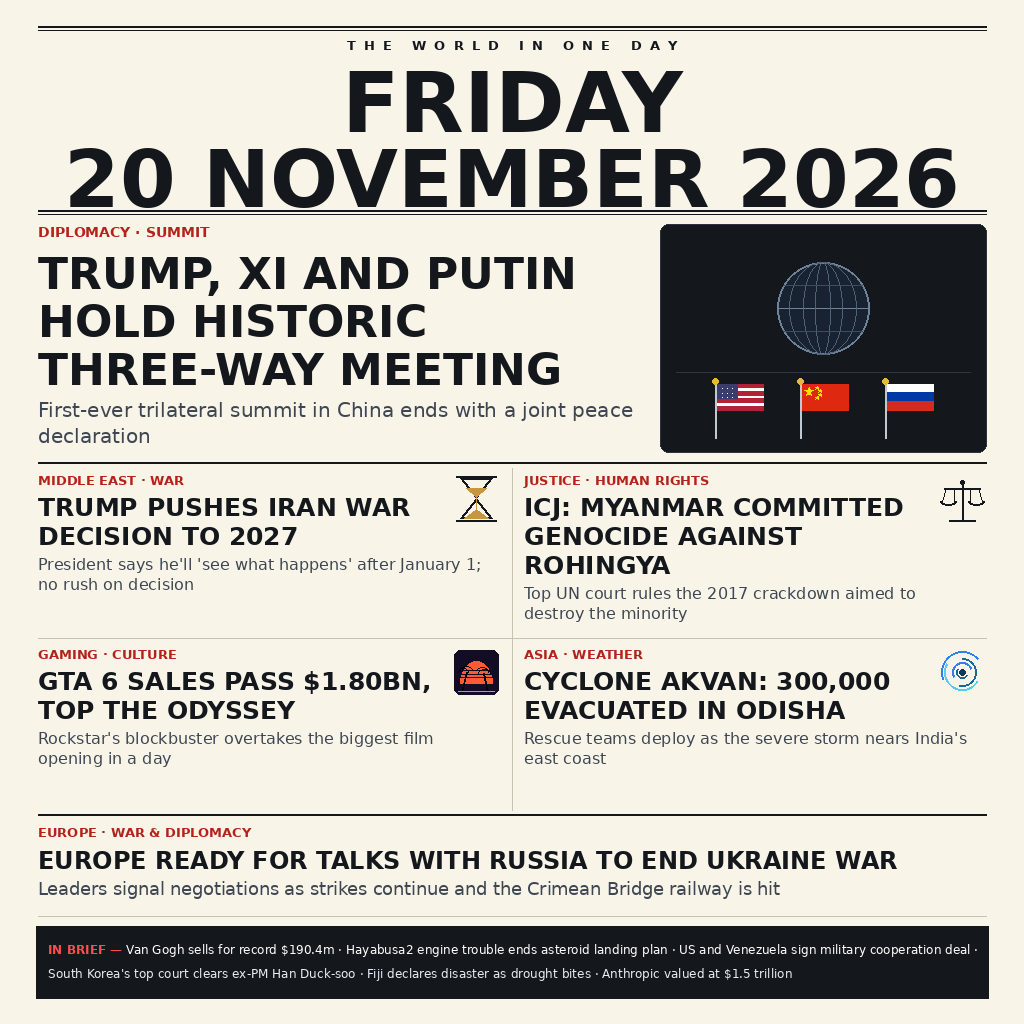 THE WORLD IN ONE DAY
FRIDAY
20 NOVEMBER 2026
DIPLOMACY · SUMMIT
TRUMP, XI AND PUTIN
HOLD HISTORIC
THREE-WAY MEETING
First-ever trilateral summit in China ends with a joint peace
declaration
MIDDLE EAST · WAR
TRUMP PUSHES IRAN WAR
DECISION TO 2027
President says he'll 'see what happens' after January 1;
no rush on decision
JUSTICE · HUMAN RIGHTS
ICJ: MYANMAR COMMITTED
GENOCIDE AGAINST
ROHINGYA
Top UN court rules the 2017 crackdown aimed to
destroy the minority
GAMING · CULTURE
GTA 6 SALES PASS $1.80BN,
TOP THE ODYSSEY
Rockstar's blockbuster overtakes the biggest film
opening in a day
ASIA · WEATHER
CYCLONE AKVAN: 300,000
EVACUATED IN ODISHA
Rescue teams deploy as the severe storm nears India's
east coast
EUROPE · WAR & DIPLOMACY
EUROPE READY FOR TALKS WITH RUSSIA TO END UKRAINE WAR
Leaders signal negotiations as strikes continue and the Crimean Bridge railway is hit
IN BRIEF — Van Gogh sells for record $190.4m · Hayabusa2 engine trouble ends asteroid landing plan · US and Venezuela sign military cooperation deal ·
South Korea's top court clears ex-PM Han Duck-soo · Fiji declares disaster as drought bites · Anthropic valued at $1.5 trillion